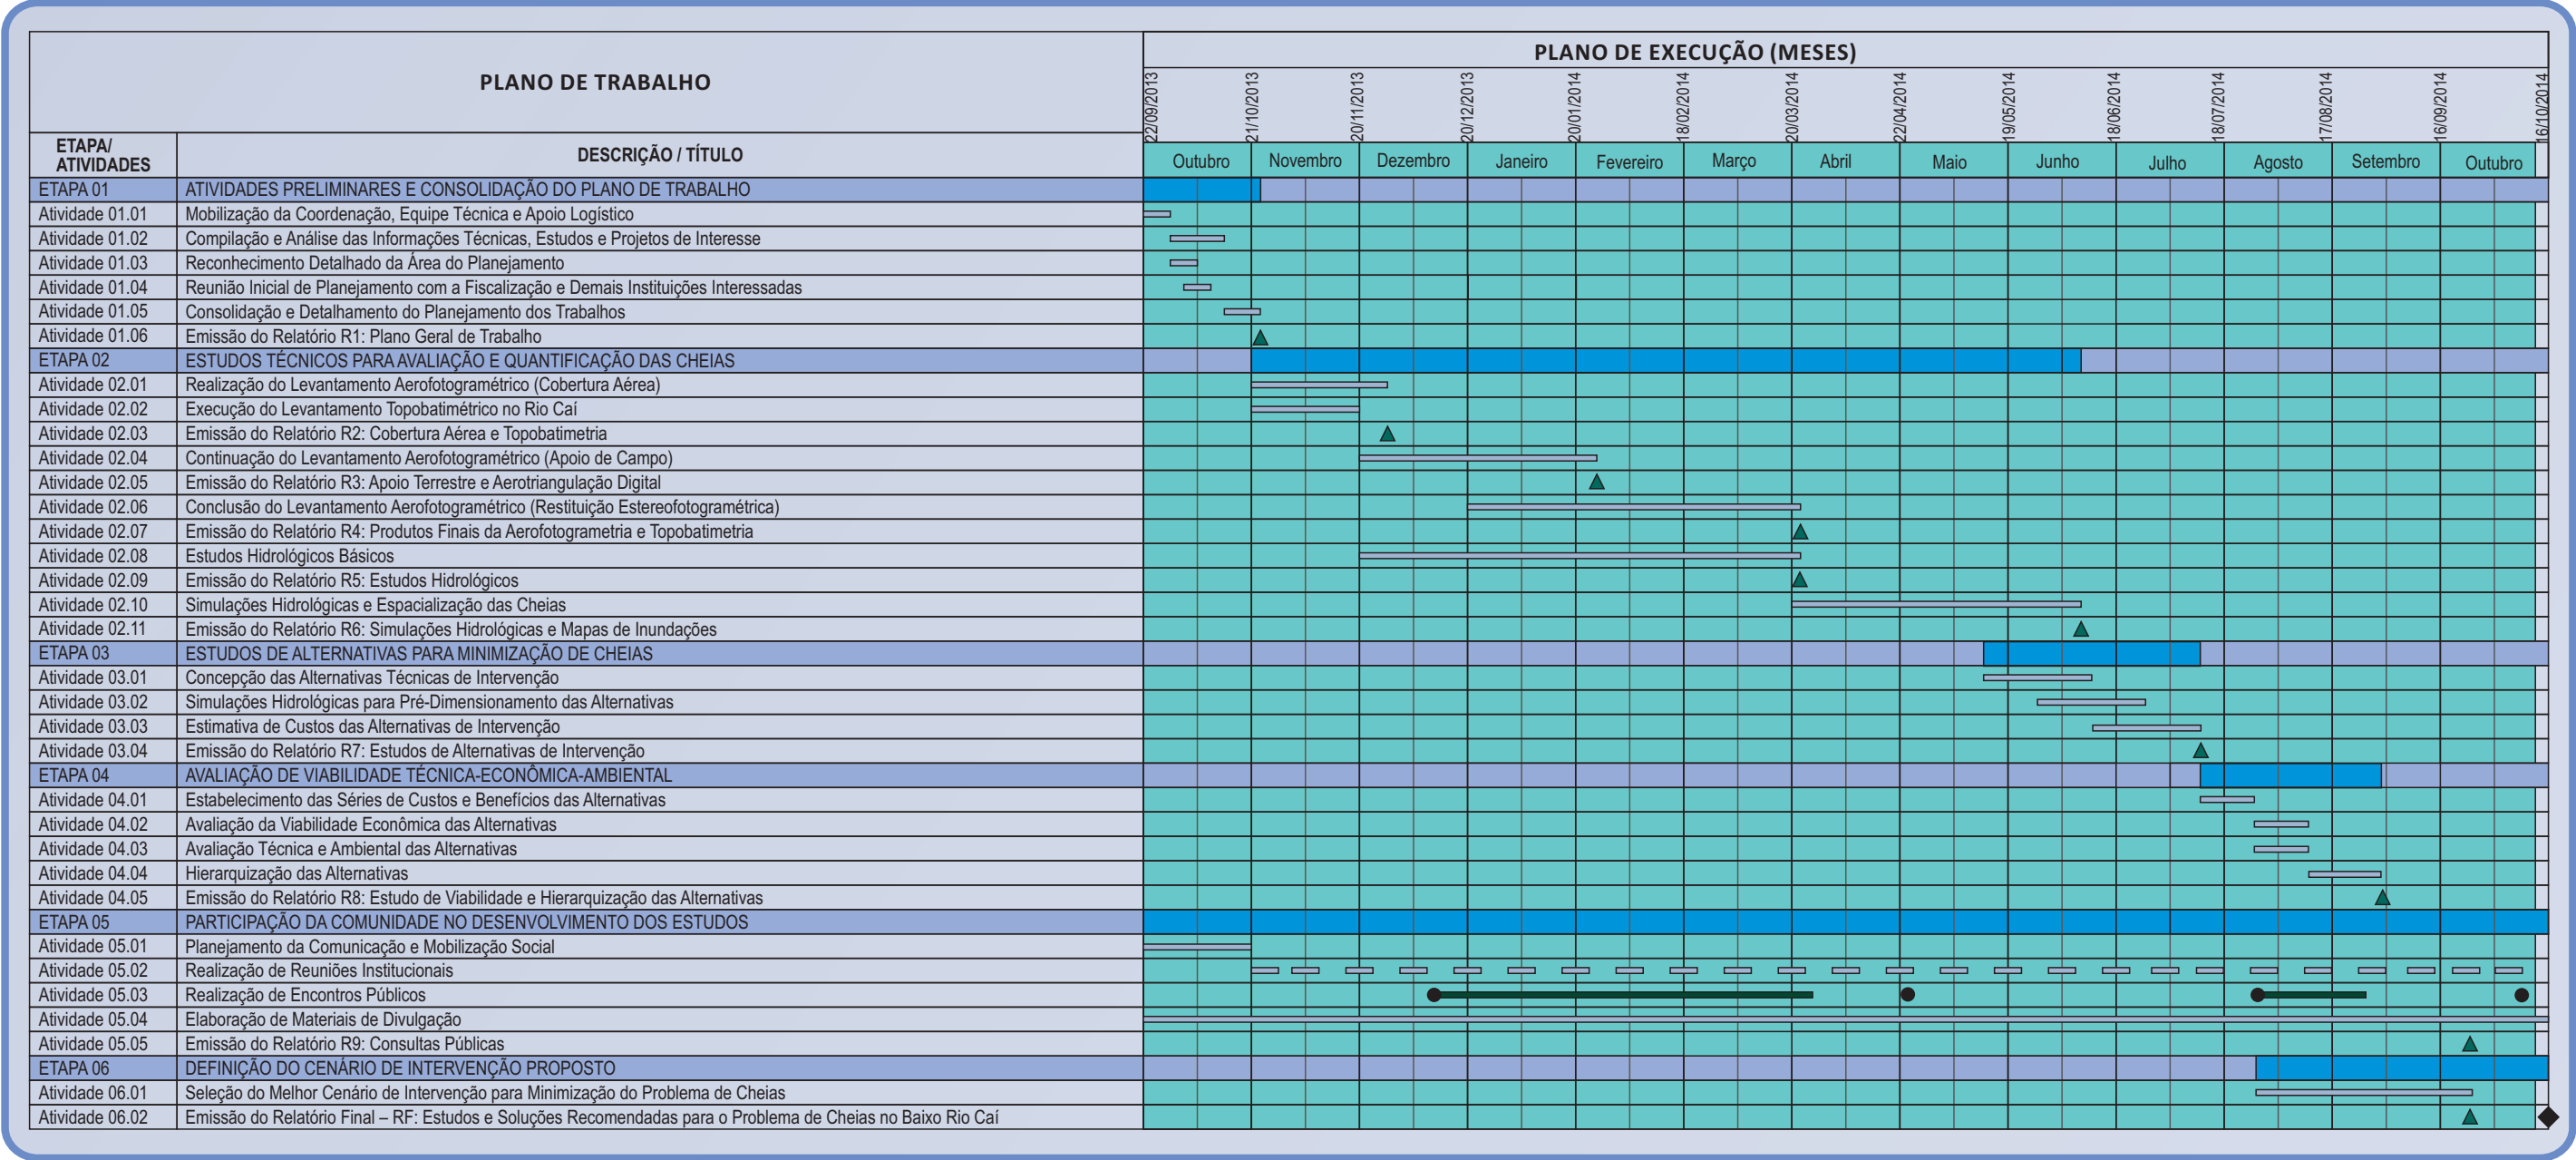 PLANO DE TRABALHO
PLANO DE EXECUÇÃO (MESES)
22/09/2013
21/10/2013
20/11/2013
20/12/2013
20/01/2014
18/02/2014
20/03/2014
22/04/2014
19/05/2014
18/06/2014
18/07/2014
17/08/2014
16/09/2014
16/10/2014
ETAPA/
ATIVIDADES
DESCRIÇÃO / TÍTULO
Outubro Novembro Dezembro Janeiro Fevereiro Março Abril Maio Junho Julho Agosto Setembro Outubro
ETAPA 01 ATIVIDADES PRELIMINARES E CONSOLIDAÇÃO DO PLANO DE TRABALHO
Atividade 01.01 Mobilização da Coordenação, Equipe Técnica e Apoio Logístico
Atividade 01.02 Compilação e Análise das Informações Técnicas, Estudos e Projetos de Interesse
Atividade 01.03 Reconhecimento Detalhado da Área do Planejamento
Atividade 01.04 Reunião Inicial de Planejamento com a Fiscalização e Demais Instituições Interessadas
Atividade 01.05 Consolidação e Detalhamento do Planejamento dos Trabalhos
Atividade 01.06 Emissão do Relatório R1: Plano Geral de Trabalho
ETAPA 02 ESTUDOS TÉCNICOS PARA AVALIAÇÃO E QUANTIFICAÇÃO DAS CHEIAS
Atividade 02.01 Realização do Levantamento Aerofotogramétrico (Cobertura Aérea)
Atividade 02.02 Execução do Levantamento Topobatimétrico no Rio Caí
Atividade 02.03 Emissão do Relatório R2: Cobertura Aérea e Topobatimetria
Atividade 02.04 Continuação do Levantamento Aerofotogramétrico (Apoio de Campo)
Atividade 02.05 Emissão do Relatório R3: Apoio Terrestre e Aerotriangulação Digital
Atividade 02.06 Conclusão do Levantamento Aerofotogramétrico (Restituição Estereofotogramétrica)
Atividade 02.07 Emissão do Relatório R4: Produtos Finais da Aerofotogrametria e Topobatimetria
Atividade 02.08 Estudos Hidrológicos Básicos
Atividade 02.09 Emissão do Relatório R5: Estudos Hidrológicos
Atividade 02.10 Simulações Hidrológicas e Espacialização das Cheias
Atividade 02.11 Emissão do Relatório R6: Simulações Hidrológicas e Mapas de Inundações
ETAPA 03 ESTUDOS DE ALTERNATIVAS PARA MINIMIZAÇÃO DE CHEIAS
Atividade 03.01 Concepção das Alternativas Técnicas de Intervenção
Atividade 03.02 Simulações Hidrológicas para Pré-Dimensionamento das Alternativas
Atividade 03.03 Estimativa de Custos das Alternativas de Intervenção
Atividade 03.04 Emissão do Relatório R7: Estudos de Alternativas de Intervenção
ETAPA 04 AVALIAÇÃO DE VIABILIDADE TÉCNICA-ECONÔMICA-AMBIENTAL
Atividade 04.01 Estabelecimento das Séries de Custos e Benefícios das Alternativas
Atividade 04.02 Avaliação da Viabilidade Econômica das Alternativas
Atividade 04.03 Avaliação Técnica e Ambiental das Alternativas
Atividade 04.04 Hierarquização das Alternativas
Atividade 04.05 Emissão do Relatório R8: Estudo de Viabilidade e Hierarquização das Alternativas
ETAPA 05 PARTICIPAÇÃO DA COMUNIDADE NO DESENVOLVIMENTO DOS ESTUDOS
Atividade 05.01 Planejamento da Comunicação e Mobilização Social
Atividade 05.02 Realização de Reuniões Institucionais
Atividade 05.03 Realização de Encontros Públicos
Atividade 05.04 Elaboração de Materiais de Divulgação
Atividade 05.05 Emissão do Relatório R9: Consultas Públicas
ETAPA 06 DEFINIÇÃO DO CENÁRIO DE INTERVENÇÃO PROPOSTO
Atividade 06.01 Seleção do Melhor Cenário de Intervenção para Minimização do Problema de Cheias
Atividade 06.02 Emissão do Relatório Final – RF: Estudos e Soluções Recomendadas para o Problema de Cheias no Baixo Rio Caí